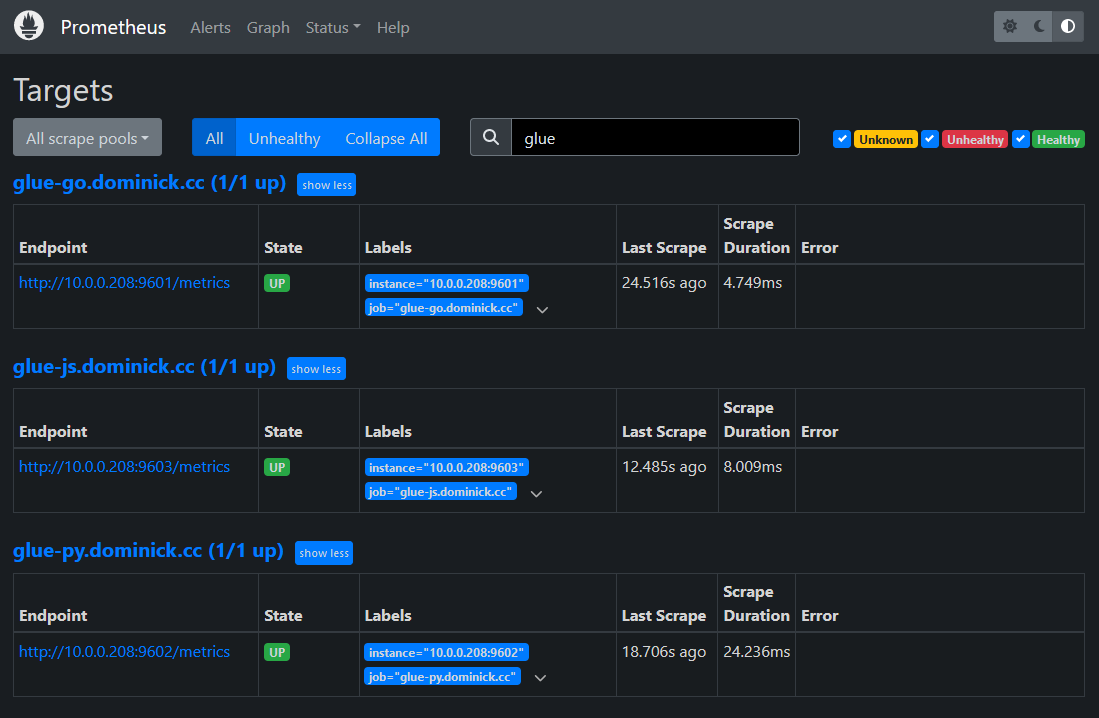 Prometheus Alerts Graph Status Help
Targets
All scrape pools All Unhealthy Collapse All glue Unknown Unhealthy Healthy
glue-go.dominick.cc (1/1 up) show less
Endpoint State Labels Last Scrape Scrape Duration Error
http://10.0.0.208:9601/metrics UP instance="10.0.0.208:9601" 24.516s ago 4.749ms
job="glue-go.dominick.cc"
glue-js.dominick.cc (1/1 up) show less
Endpoint State Labels Last Scrape Scrape Duration Error
http://10.0.0.208:9603/metrics UP instance="10.0.0.208:9603" 12.485s ago 8.009ms
job="glue-js.dominick.cc"
glue-py.dominick.cc (1/1 up) show less
Endpoint State Labels Last Scrape Scrape Duration Error
http://10.0.0.208:9602/metrics UP instance="10.0.0.208:9602" 18.706s ago 24.236ms
job="glue-py.dominick.cc"